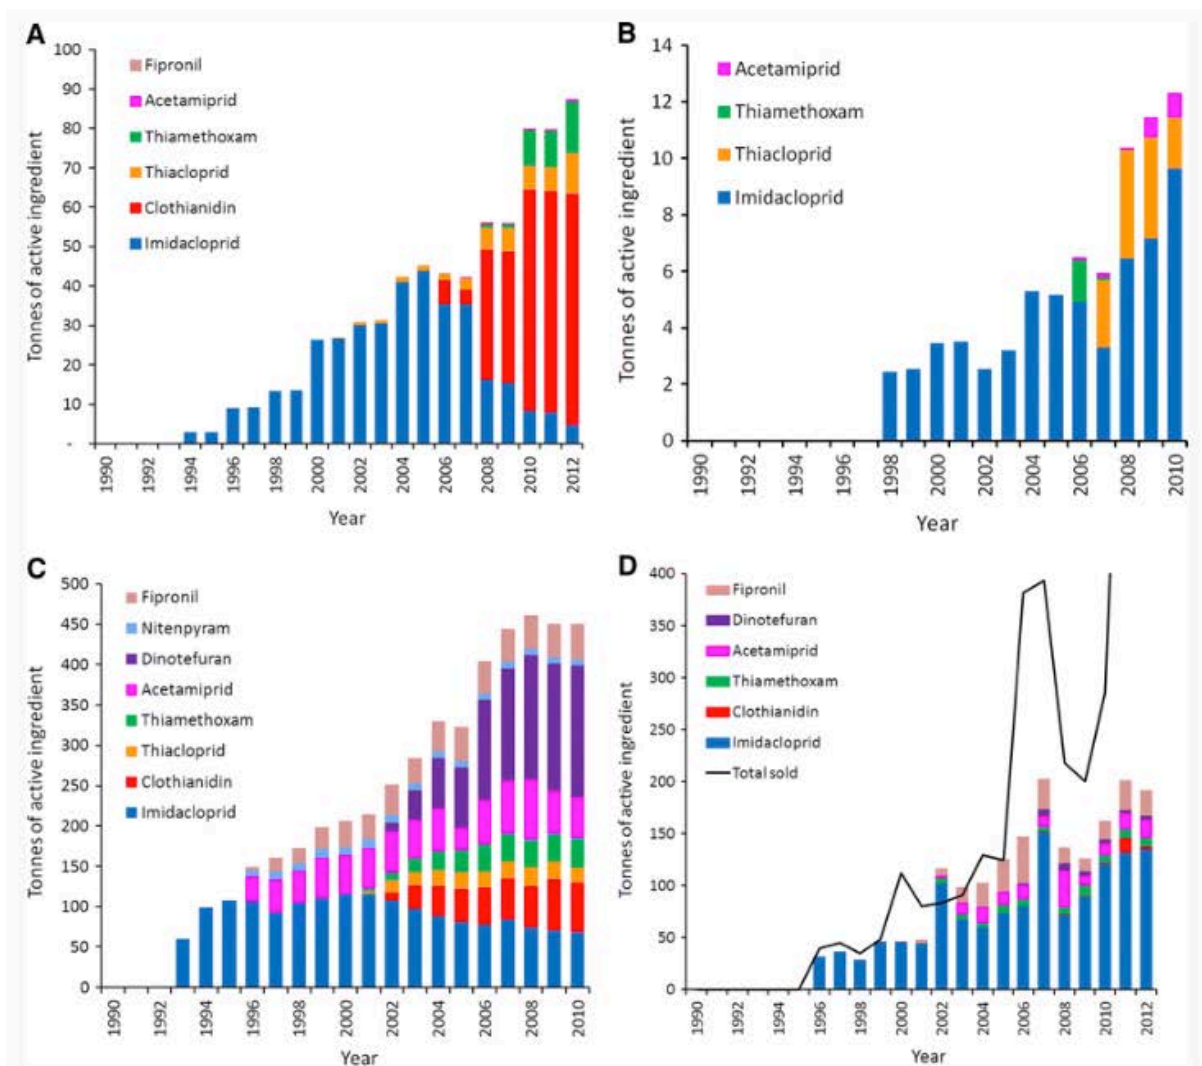 A
Tonnes of active ingredient
100
90
80
70
60
50
40
30
20
10
-
Fipronil
Acetamiprid
Thiamethoxam
Thiacloprid
Clothianidin
Imidacloprid
1990
1992
1994
1996
1998
2000
2002
2004
2006
2008
2010
2012
Year
B
Tonnes of active ingredient
14
12
10
8
6
4
2
0
Acetamiprid
Thiamethoxam
Thiacloprid
Imidacloprid
1990
1992
1994
1996
1998
2000
2002
2004
2006
2008
2010
Year
C
Tonnes of active ingredient
500
450
400
350
300
250
200
150
100
50
0
Fipronil
Nitenpyram
Dinotefuran
Acetamiprid
Thiamethoxam
Thiacloprid
Clothianidin
Imidacloprid
1990
1992
1994
1996
1998
2000
2002
2004
2006
2008
2010
Year
D
Tonnes of active ingredient
400
350
300
250
200
150
100
50
0
Fipronil
Dinotefuran
Acetamiprid
Thiamethoxam
Clothianidin
Imidacloprid
Total sold
1990
1992
1994
1996
1998
2000
2002
2004
2006
2008
2010
2012
Year